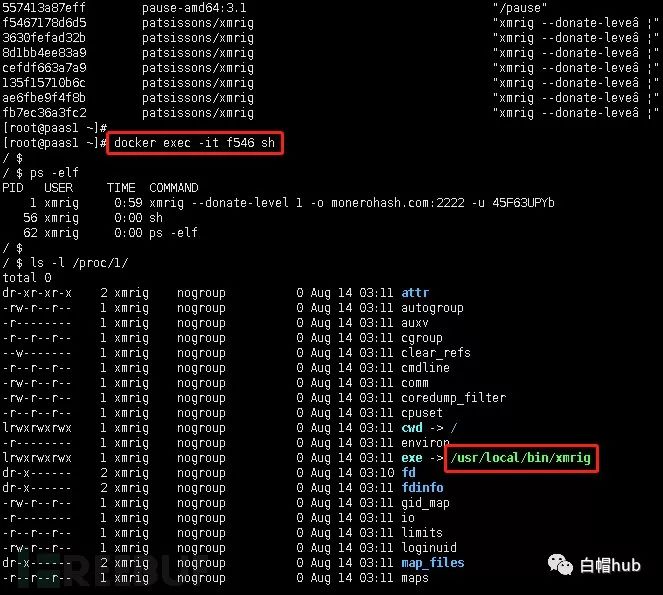 557413a87eff pause-amd64:3.1 "/pause"
f5467178d6d5 patsissons/xmrig "xmrig --donate-leveâ ¦"
3630fefad32b patsissons/xmrig "xmrig --donate-leveâ ¦"
8d1bb4ee83a9 patsissons/xmrig "xmrig --donate-leveâ ¦"
cefdf663a7a9 patsissons/xmrig "xmrig --donate-leveâ ¦"
135f15710b6c patsissons/xmrig "xmrig --donate-leveâ ¦"
ae6fbe9f4f8b patsissons/xmrig "xmrig --donate-leveâ ¦"
fb7ec36a3fc2 patsissons/xmrig "xmrig --donate-leveâ ¦"
[root@paas1 ~]#
[root@paas1 ~]# docker exec -it f546 sh
/ $
/ $ ps -elf
PID USER TIME COMMAND
1 xmrig 0:59 xmrig --donate-level 1 -o monerohash.com:2222 -u 45F63UPYb
56 xmrig 0:00 sh
62 xmrig 0:00 ps -elf
/ $
/ $ ls -l /proc/1/
total 0
dr-xr-xr-x 2 xmrig nogroup 0 Aug 14 03:11 attr
-rw-r--r-- 1 xmrig nogroup 0 Aug 14 03:11 autogroup
-r-------- 1 xmrig nogroup 0 Aug 14 03:11 auxv
-r--r--r-- 1 xmrig nogroup 0 Aug 14 03:11 cgroup
--w------- 1 xmrig nogroup 0 Aug 14 03:11 clear_refs
-r--r--r-- 1 xmrig nogroup 0 Aug 14 03:11 cmdline
-rw-r--r-- 1 xmrig nogroup 0 Aug 14 03:11 comm
-rw-r--r-- 1 xmrig nogroup 0 Aug 14 03:11 coredump_filter
-r--r--r-- 1 xmrig nogroup 0 Aug 14 03:11 cpuset
lrwxrwxrwx 1 xmrig nogroup 0 Aug 14 03:11 cwd -> /
-r-------- 1 xmrig nogroup 0 Aug 14 03:11 environ
lrwxrwxrwx 1 xmrig nogroup 0 Aug 14 03:11 exe -> /usr/local/bin/xmrig
dr-x------ 2 xmrig nogroup 0 Aug 14 03:10 fd
dr-x------ 2 xmrig nogroup 0 Aug 14 03:11 fdinfo
-rw-r--r-- 1 xmrig nogroup 0 Aug 14 03:11 gid_map
-r-------- 1 xmrig nogroup 0 Aug 14 03:11 io
-r--r--r-- 1 xmrig nogroup 0 Aug 14 03:11 limits
-rw-r--r-- 1 xmrig nogroup 0 Aug 14 03:11 loginuid
dr-x------ 2 xmrig nogroup 0 Aug 14 03:11 map_files
-r--r--r-- 1 xmrig nogroup 0 Aug 14 03:11 maps
白帽hub